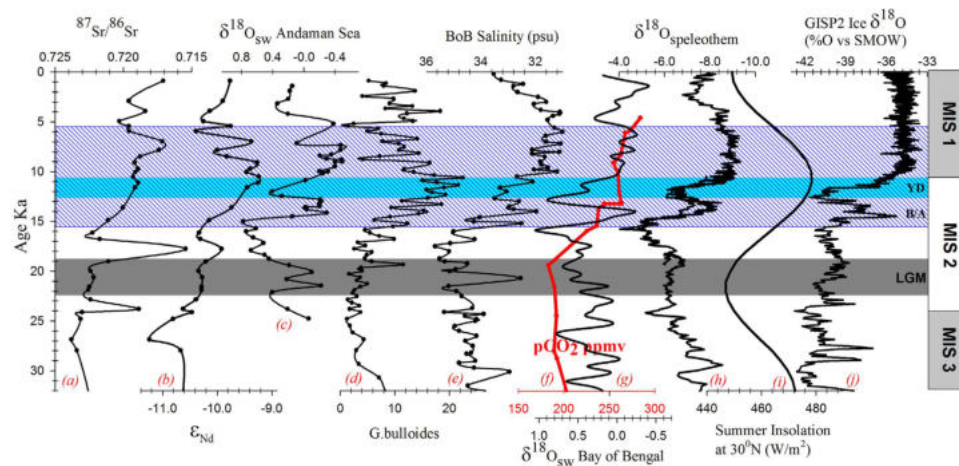 87Sr/86Sr
0.725 0.720 0.715
δ18Osw Andaman Sea
0.8 0.4 0 -0.4
BoB Salinity (psu)
36 34 32
δ18Ospeleothem
-4.0 -6.0 -8.0 -10.0
GISP2 Ice δ18O
(%O vs SMOW)
-42 -39 -36 -33
Age Ka
0
5
10
15
20
25
30
YD
B/A
LGM
MIS 1
MIS 2
MIS 3
pCO2 ppmv
(a) (b) (c) (d) (e) (f) (g) (h) (i) (j)
-11.0 -10.0 -9.0
εNd
0 10 20
G.bulloides
150 200 250 300
1.0 0.5 0.0 -0.5
δ18Osw Bay of Bengal
440 460 480
Summer Insolation
at 30⁰N (W/m2)